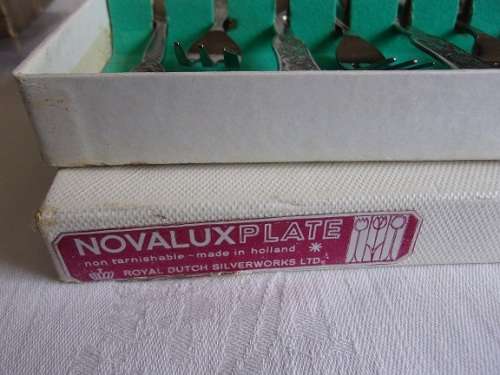 NOVALUXPLATE
non tarnishable - made in holland
ROYAL DUTCH SILVERWORKS LTD.